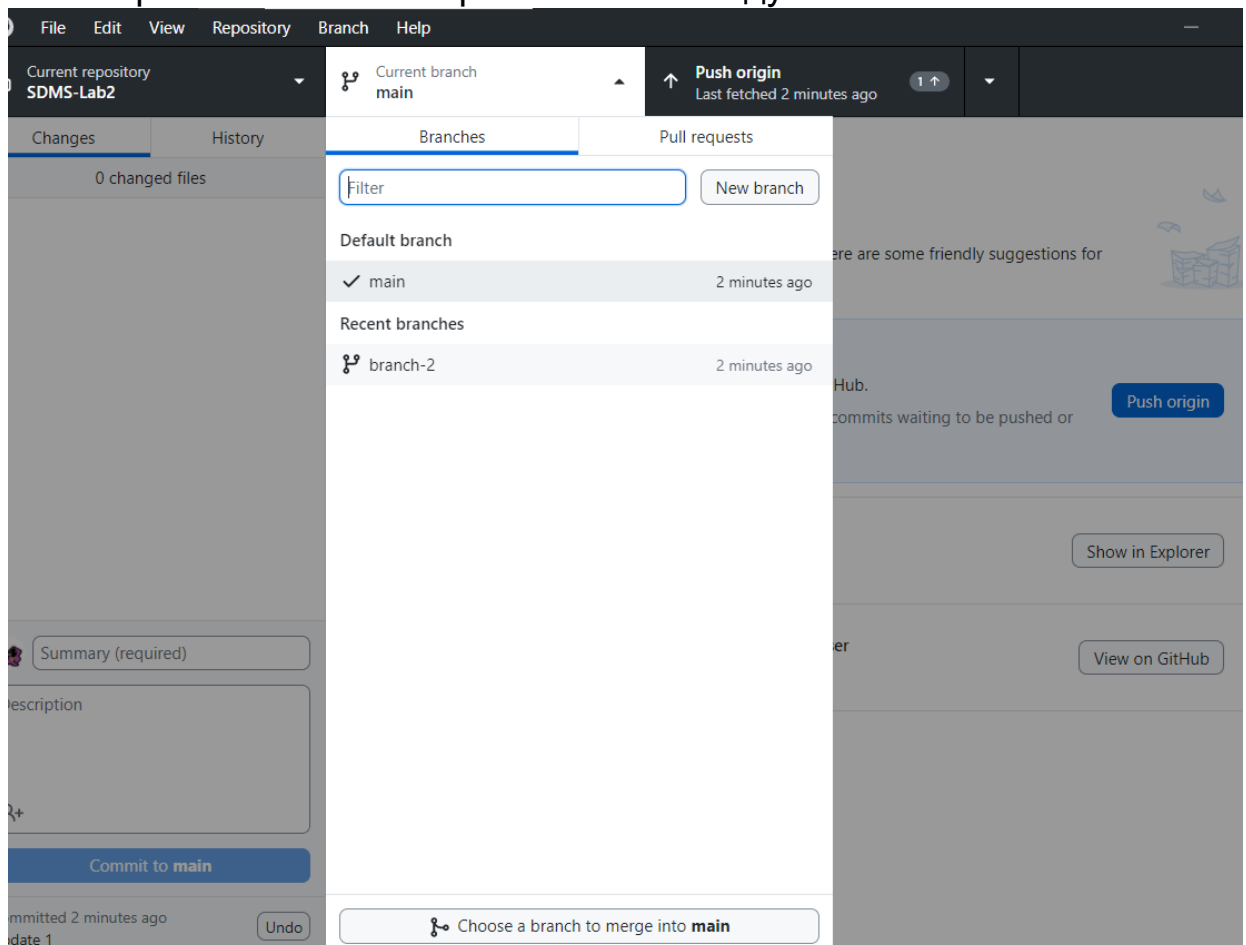 File Edit View Repository Branch Help
Current repository
SDMS-Lab2
Current branch
main
Push origin
Last fetched 2 minutes ago
1
Changes History
0 changed files
Branches Pull requests
Filter
New branch
Default branch
main 2 minutes ago
Recent branches
branch-2 2 minutes ago
ere are some friendly suggestions for
Hub.
commits waiting to be pushed or
Push origin
Show in Explorer
er
View on GitHub
Summary (required)
Description
Commit to main
mmitted 2 minutes ago
date 1
Undo
Choose a branch to merge into main